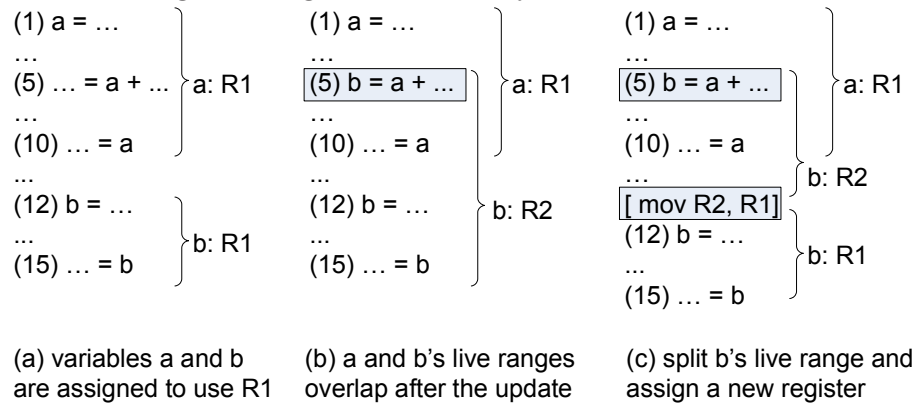 (1) a = …
…
(5) … = a + ...
…
(10) … = a
...
(12) b = …
...
(15) … = b
a: R1
b: R1
(a) variables a and b
are assigned to use R1
(1) a = …
…
(5) b = a + ...
…
(10) … = a
...
(12) b = …
...
(15) … = b
a: R1
b: R2
(b) a and b's live ranges
overlap after the update
(1) a = …
…
(5) b = a + ...
…
(10) … = a
…
[ mov R2, R1]
(12) b = …
...
(15) … = b
a: R1
b: R2
b: R1
(c) split b's live range and
assign a new register